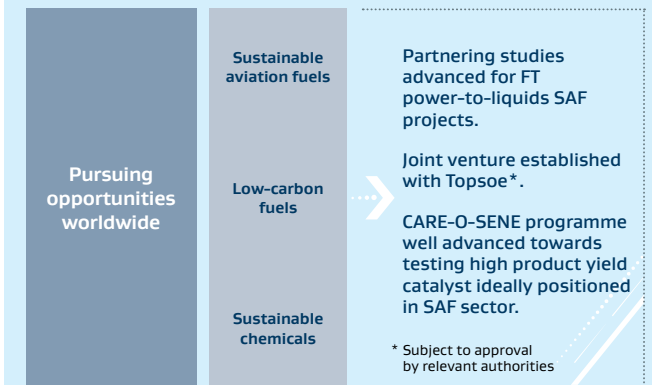 Pursuing
opportunities
worldwide
Sustainable
aviation fuels
Low-carbon
fuels
Sustainable
chemicals
Partnering studies
advanced for FT
power-to-liquids SAF
projects.
Joint venture established
with Topsoe*.
CARE-O-SENE programme
well advanced towards
testing high product yield
catalyst ideally positioned
in SAF sector.
* Subject to approval
by relevant authorities